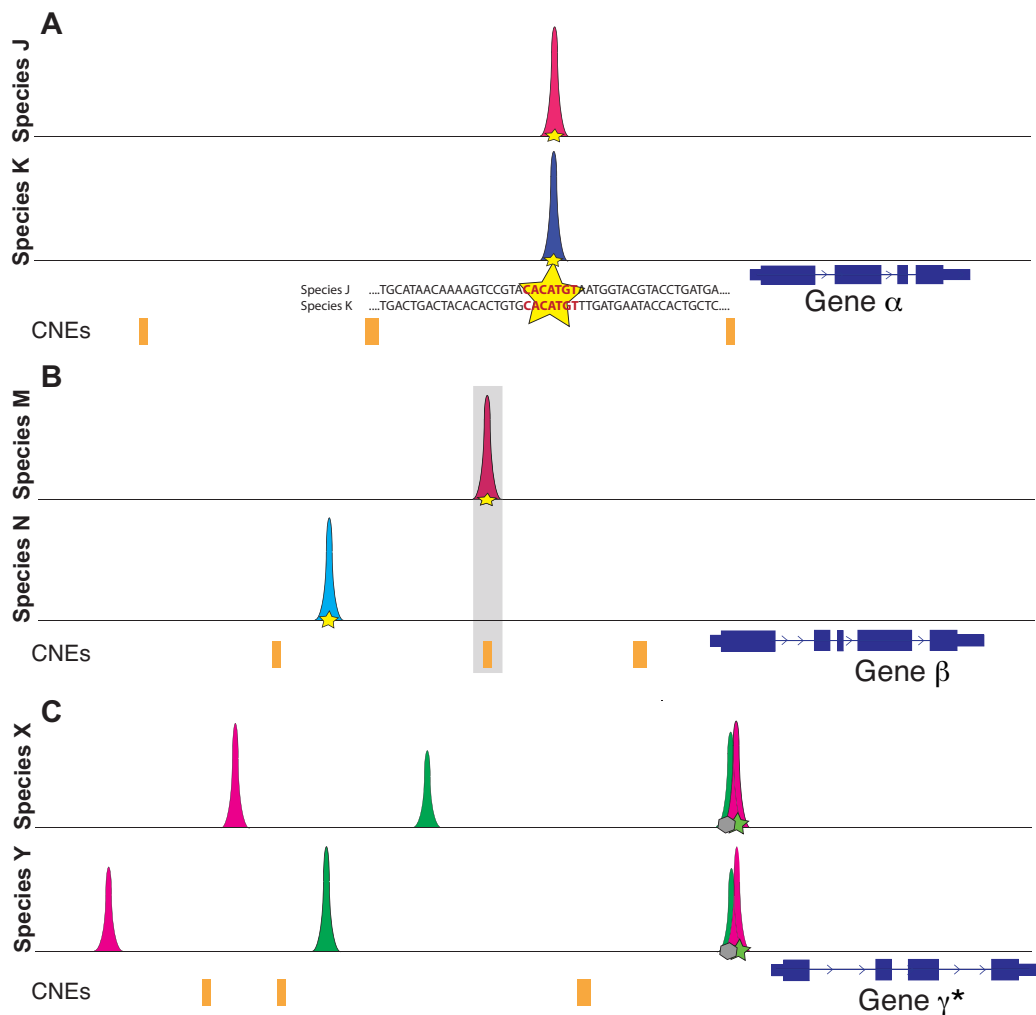 A
Species J
Species K
Species J ....TGCATAACAAAAGTCCGTACACATGTAATGGTACGTACCTGATGA....
Species K ....TGACTGACTACACACTGTGCACATGTTTGATGAATACCACTGCTC....
Gene α
CNEs
B
Species M
Species N
CNEs
Gene β
C
Species X
Species Y
CNEs
Gene γ*